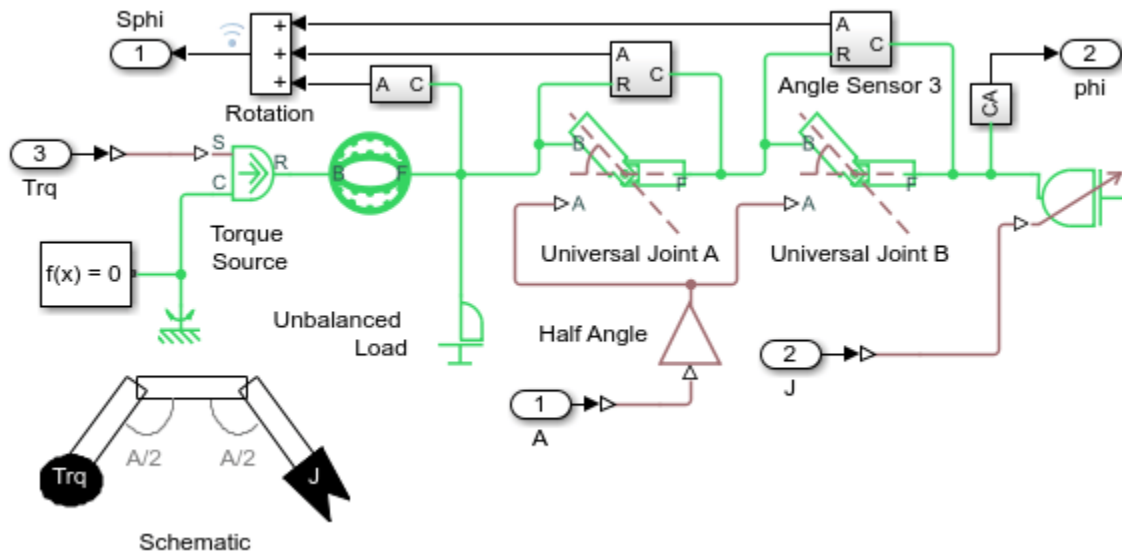 Sphi
1
+
+
+
Rotation
A C
A
R
C
A
R
C
Angle Sensor 3
CA
2
phi
3
Trq
S
C
R
B
F
B
F
A
B
F
A
Torque
Source
f(x) = 0
Universal Joint A
Universal Joint B
Unbalanced
Load
Half Angle
2
J
1
A
A/2
A/2
Trq
J
Schematic